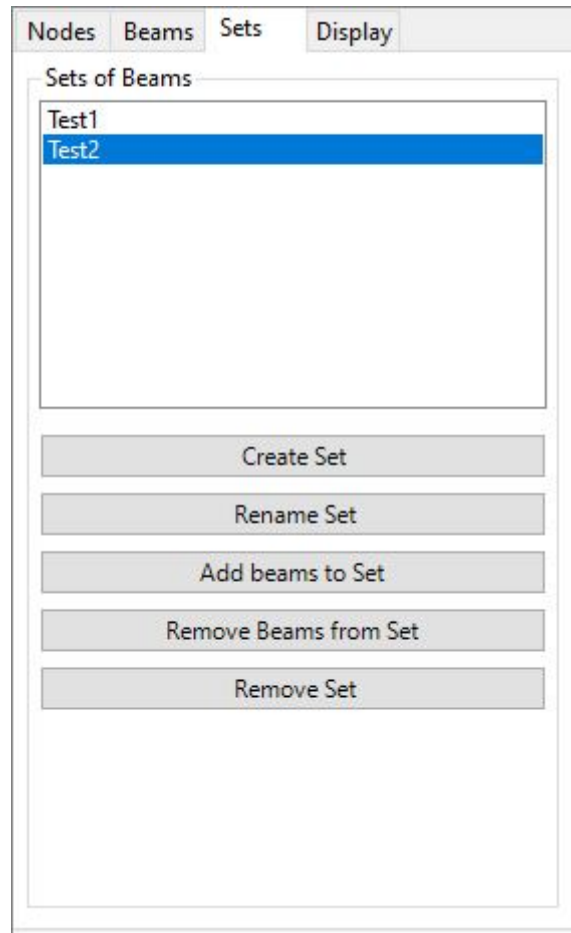 Nodes Beams Sets Display
Sets of Beams
Test1
Test2
Create Set
Rename Set
Add beams to Set
Remove Beams from Set
Remove Set